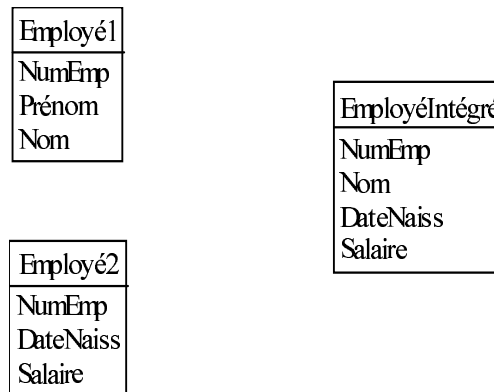 Employé1
NumEmp
Prénom
Nom
EmployéIntégré
NumEmp
Nom
DateNaiss
Salaire
Employé2
NumEmp
DateNaiss
Salaire